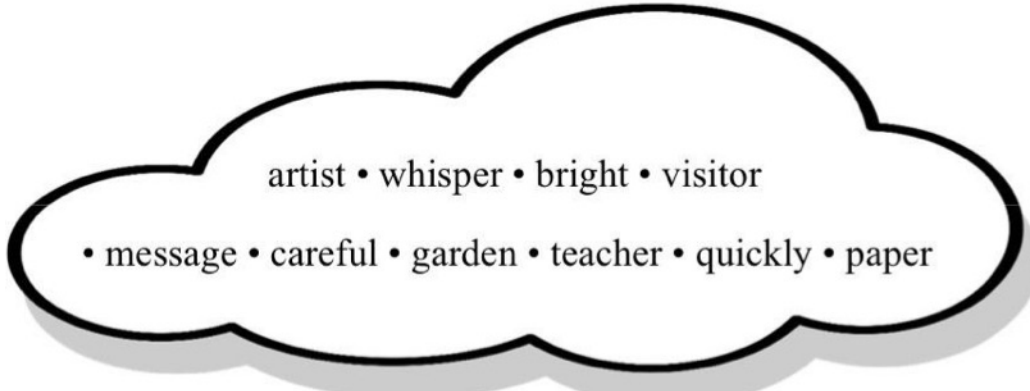 artist • whisper • bright • visitor
• message • careful • garden • teacher • quickly • paper